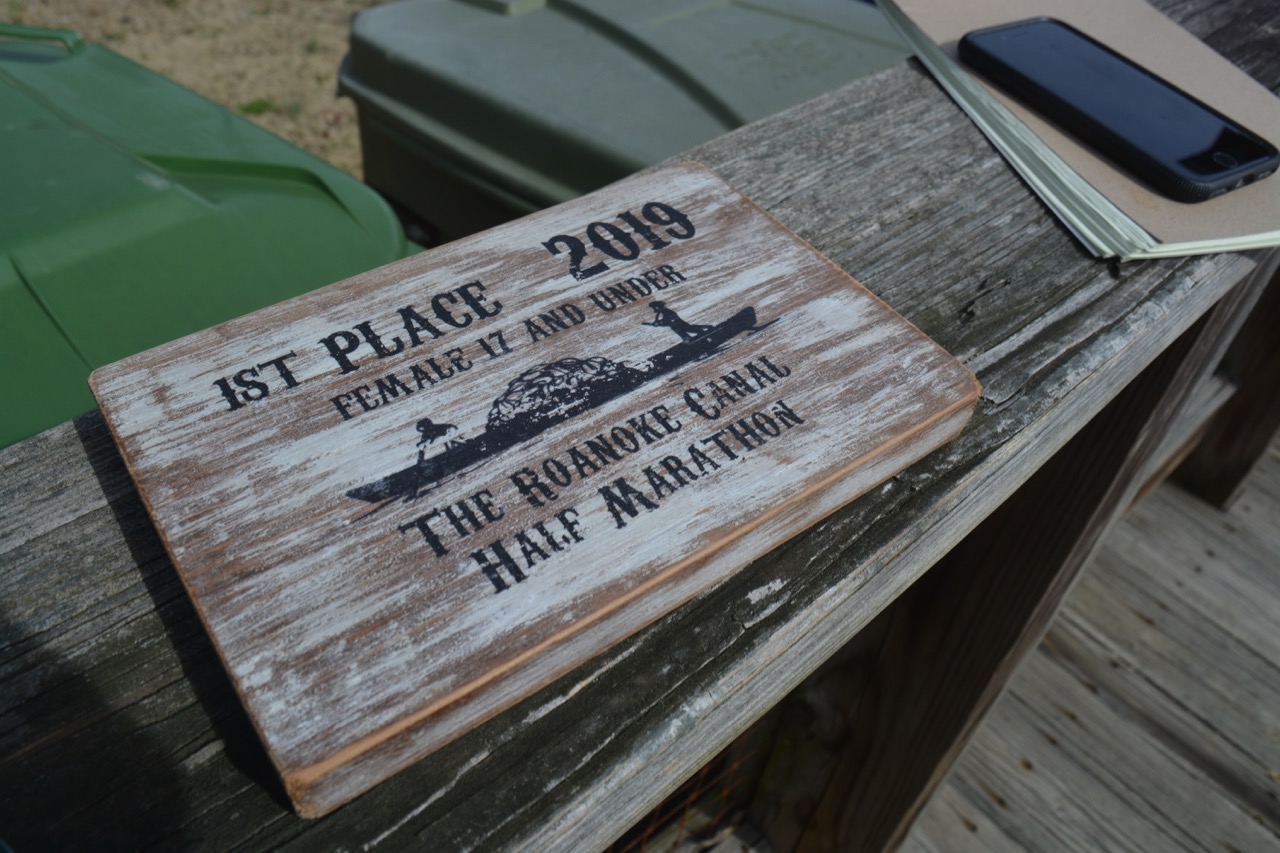 1ST PLACE 2019
FEMALE 17 AND UNDER
THE ROANOKE CANAL
HALF MARATHON